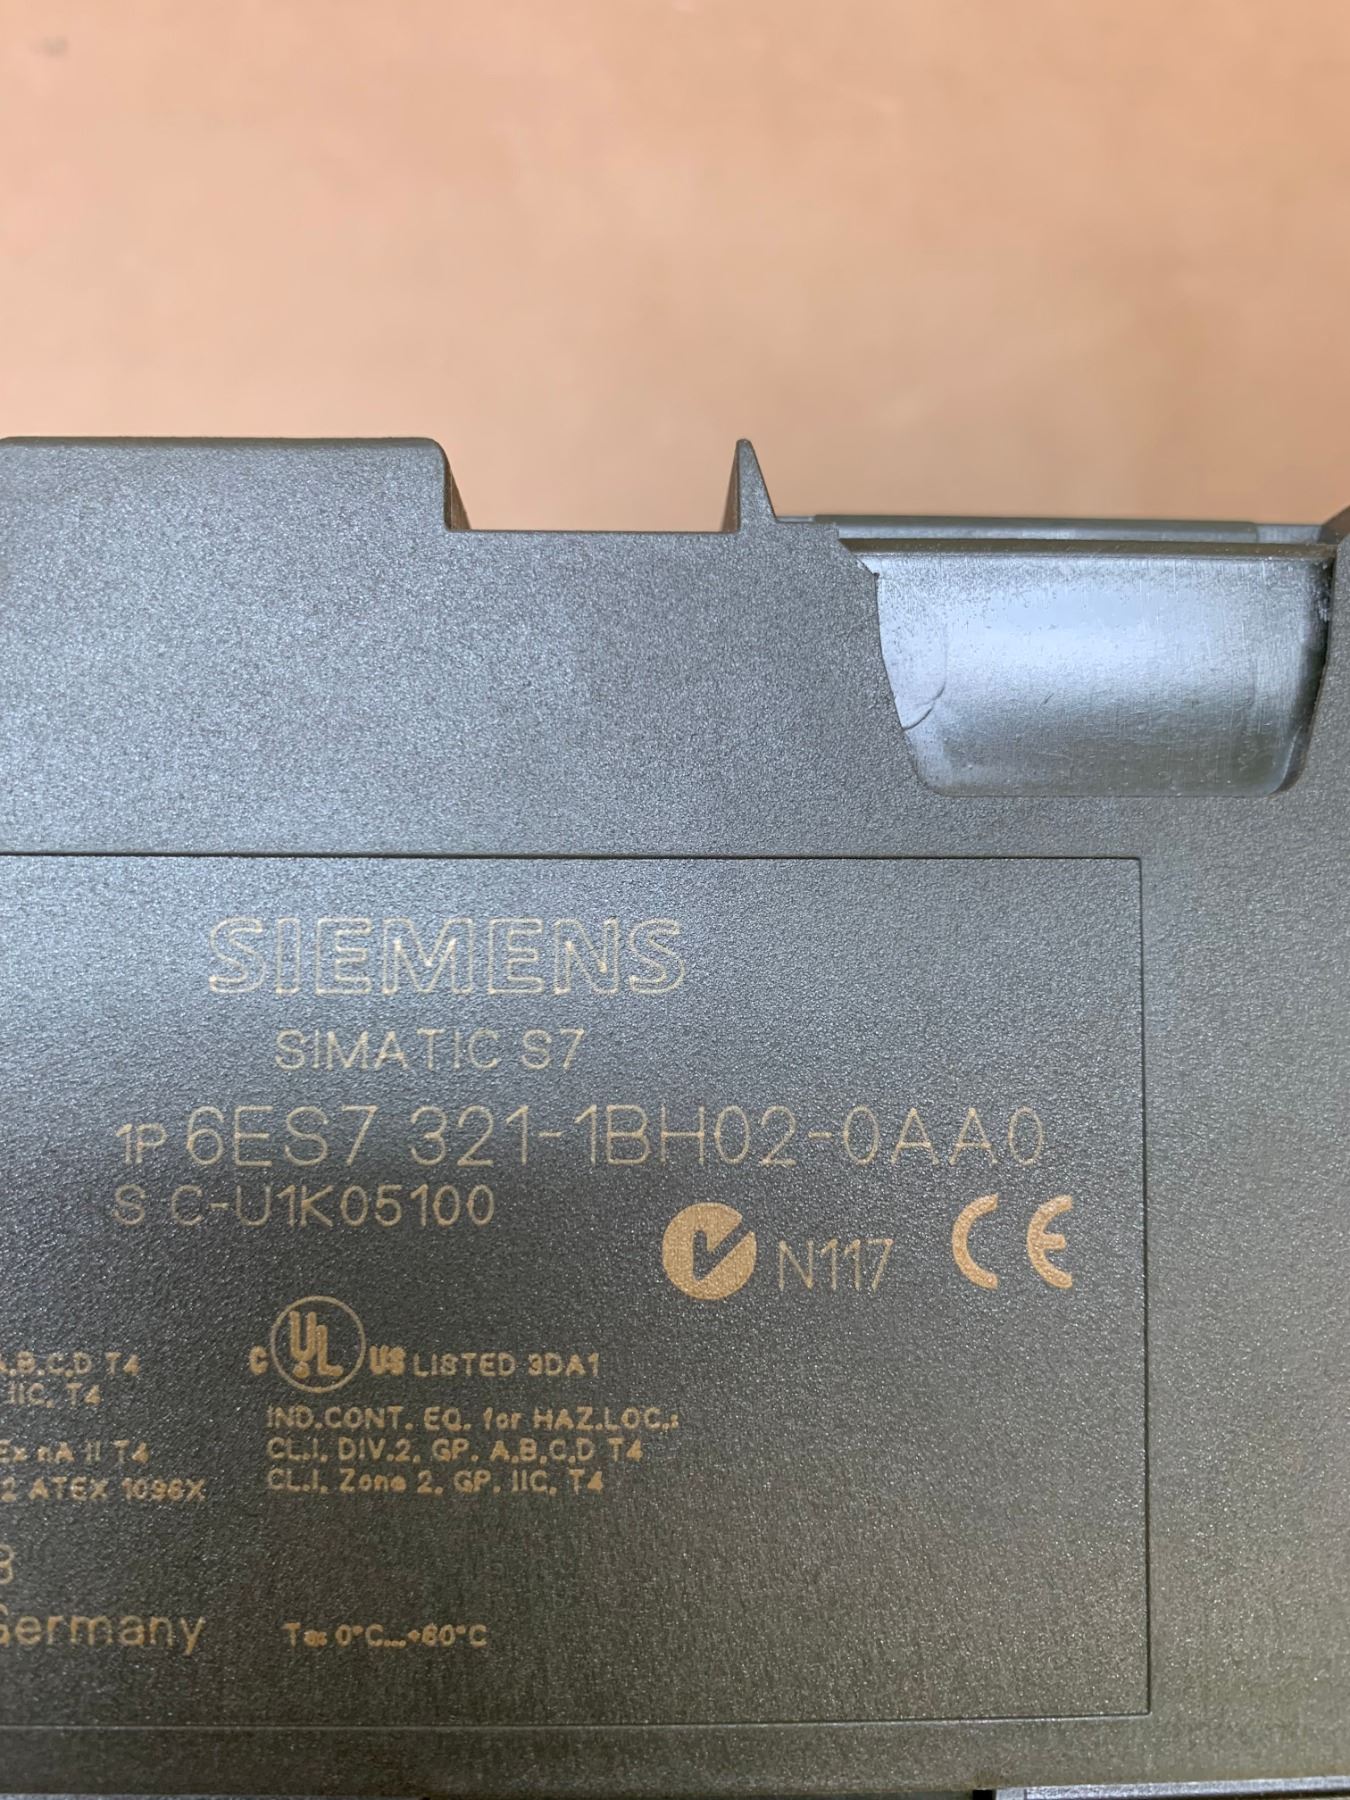 SIEMENS
SIMATIC S7
1P 6ES7 321-1BH02-0AA0
S C-U1K05100
N117 CE
A,B,C,D T4
IIC, T4
Ex nA II T4
2 ATEX 1096X
C UL US LISTED 3DA1
IND.CONT. EQ. for HAZ.LOC.:
CL.I, DIV.2, GP. A,B,C,D T4
CL.I, Zone 2, GP. IIC, T4
Germany
Ta: 0°C...+60°C